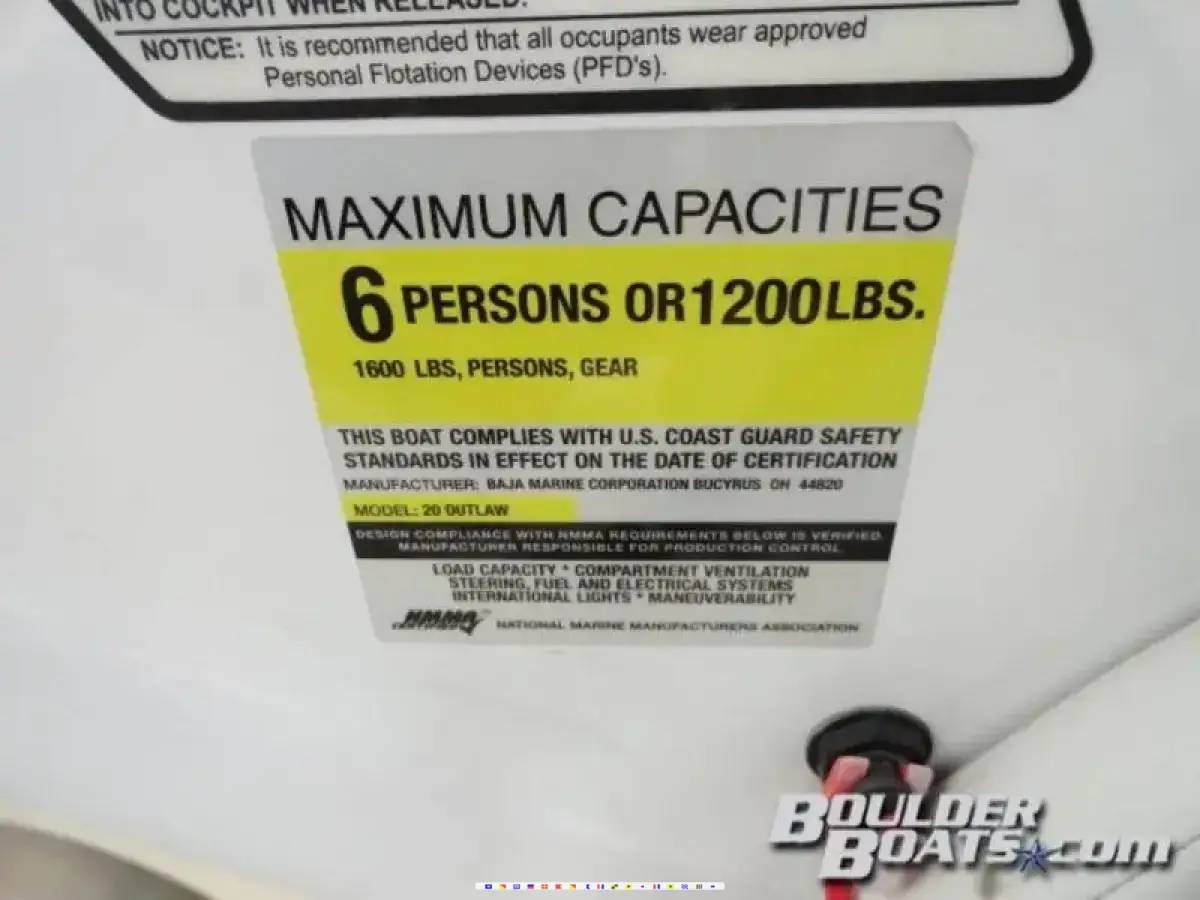 INTO COCKPIT WHEN RELEASED.
NOTICE: It is recommended that all occupants wear approved
Personal Flotation Devices (PFD's).
MAXIMUM CAPACITIES
6 PERSONS OR 1200 LBS.
1600 LBS, PERSONS, GEAR
THIS BOAT COMPLIES WITH U.S. COAST GUARD SAFETY
STANDARDS IN EFFECT ON THE DATE OF CERTIFICATION
MANUFACTURER: BAJA MARINE CORPORATION BUCYRUS OH 44820
MODEL: 20 OUTLAW
DESIGN COMPLIANCE WITH NMMA REQUIREMENTS BELOW IS VERIFIED.
MANUFACTURER RESPONSIBLE FOR PRODUCTION CONTROL.
LOAD CAPACITY * COMPARTMENT VENTILATION
STEERING, FUEL AND ELECTRICAL SYSTEMS
INTERNATIONAL LIGHTS * MANEUVERABILITY
NMMA
CERTIFIED
NATIONAL MARINE MANUFACTURERS ASSOCIATION
BOULDER
BOATS.com